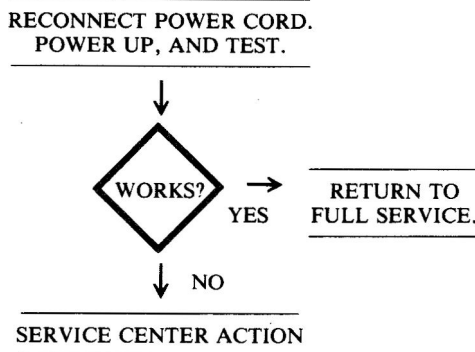 RECONNECT POWER CORD.
POWER UP, AND TEST.
WORKS?
YES
RETURN TO
FULL SERVICE.
NO
SERVICE CENTER ACTION